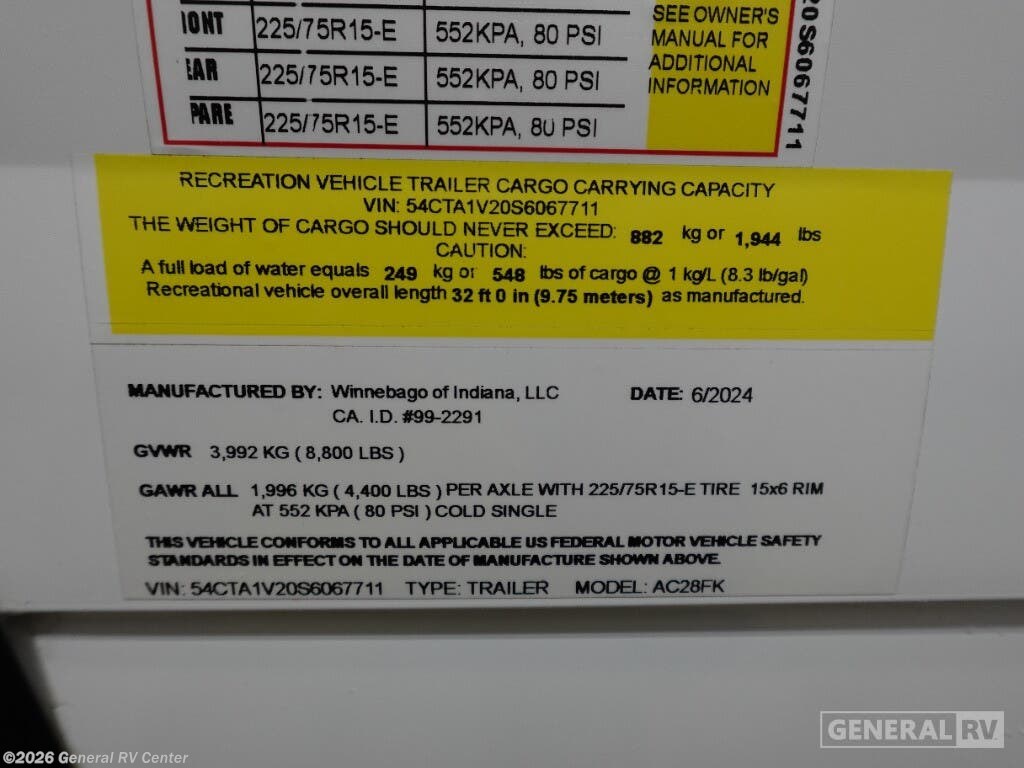 RONT 225/75R15-E 552KPA, 80 PSI
EAR 225/75R15-E 552KPA, 80 PSI
PARE 225/75R15-E 552KPA, 80 PSI
SEE OWNER'S
MANUAL FOR
ADDITIONAL
INFORMATION
20S6067711
RECREATION VEHICLE TRAILER CARGO CARRYING CAPACITY
VIN: 54CTA1V20S6067711
THE WEIGHT OF CARGO SHOULD NEVER EXCEED: 882 kg or 1,944 lbs
CAUTION:
A full load of water equals 249 kg or 548 lbs of cargo @ 1 kg/L (8.3 lb/gal)
Recreational vehicle overall length 32 ft 0 in (9.75 meters) as manufactured.
MANUFACTURED BY: Winnebago of Indiana, LLC DATE: 6/2024
CA. I.D. #99-2291
GVWR 3,992 KG ( 8,800 LBS )
GAWR ALL 1,996 KG ( 4,400 LBS ) PER AXLE WITH 225/75R15-E TIRE 15x6 RIM
AT 552 KPA ( 80 PSI ) COLD SINGLE
THIS VEHICLE CONFORMS TO ALL APPLICABLE US FEDERAL MOTOR VEHICLE SAFETY
STANDARDS IN EFFECT ON THE DATE OF MANUFACTURE SHOWN ABOVE.
VIN: 54CTA1V20S6067711 TYPE: TRAILER MODEL: AC28FK
GENERAL RV
©2026 General RV Center